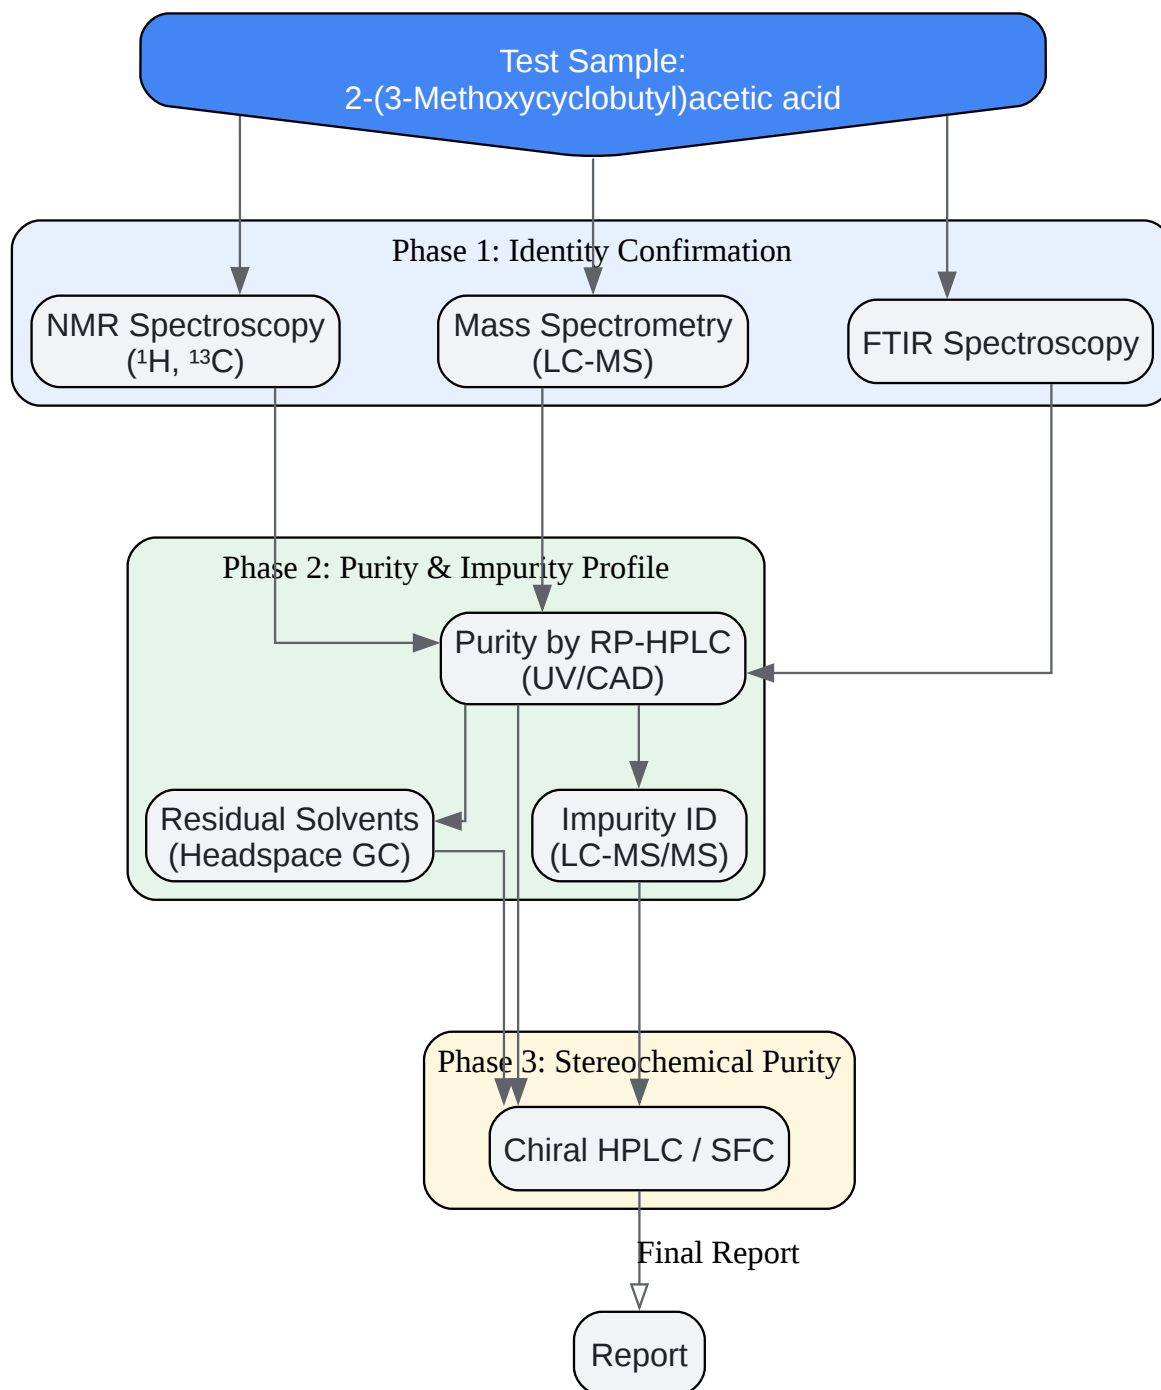 Test Sample:
2-(3-Methoxycyclobutyl)acetic acid
Phase 1: Identity Confirmation
NMR Spectroscopy
(¹H, ¹³C)
Mass Spectrometry
(LC-MS)
FTIR Spectroscopy
Phase 2: Purity & Impurity Profile
Purity by RP-HPLC
(UV/CAD)
Residual Solvents
(Headspace GC)
Impurity ID
(LC-MS/MS)
Phase 3: Stereochemical Purity
Chiral HPLC / SFC
Final Report
Report